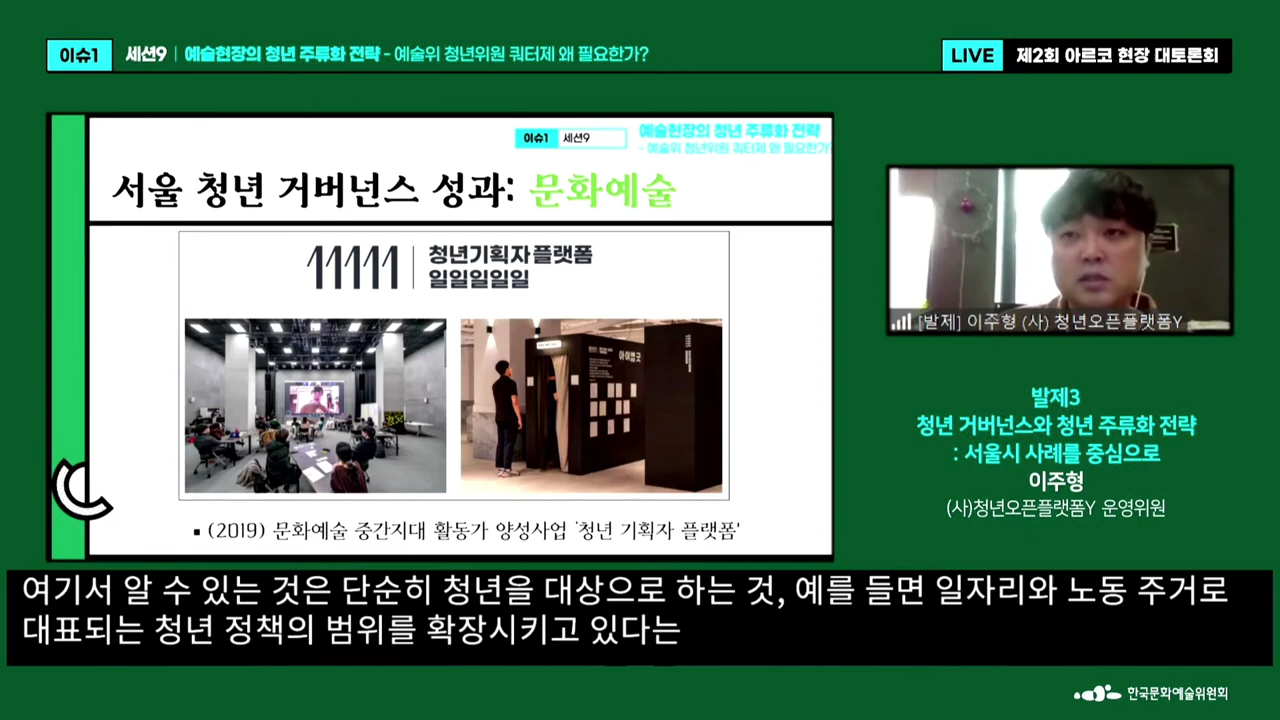 이슈1 세션9 | 예술현장의 청년 주류화 전략 - 예술위 청년위원 쿼터제 왜 필요한가?
LIVE 제2회 아르코 현장 대토론회
이슈1 세션9 예술현장의 청년 주류화 전략
- 예술위 청년위원 쿼터제 왜 필요한가?
서울 청년 거버넌스 성과: 문화예술
11111 청년기획자플랫폼
일일일일일
▪ (2019) 문화예술 중간지대 활동가 양성사업 '청년 기획자 플랫폼'
[발제] 이주형 (사) 청년오픈플랫폼Y
발제3
청년 거버넌스와 청년 주류화 전략
: 서울시 사례를 중심으로
이주형
(사)청년오픈플랫폼Y 운영위원
여기서 알 수 있는 것은 단순히 청년을 대상으로 하는 것, 예를 들면 일자리와 노동 주거로
대표되는 청년 정책의 범위를 확장시키고 있다는
한국문화예술위원회